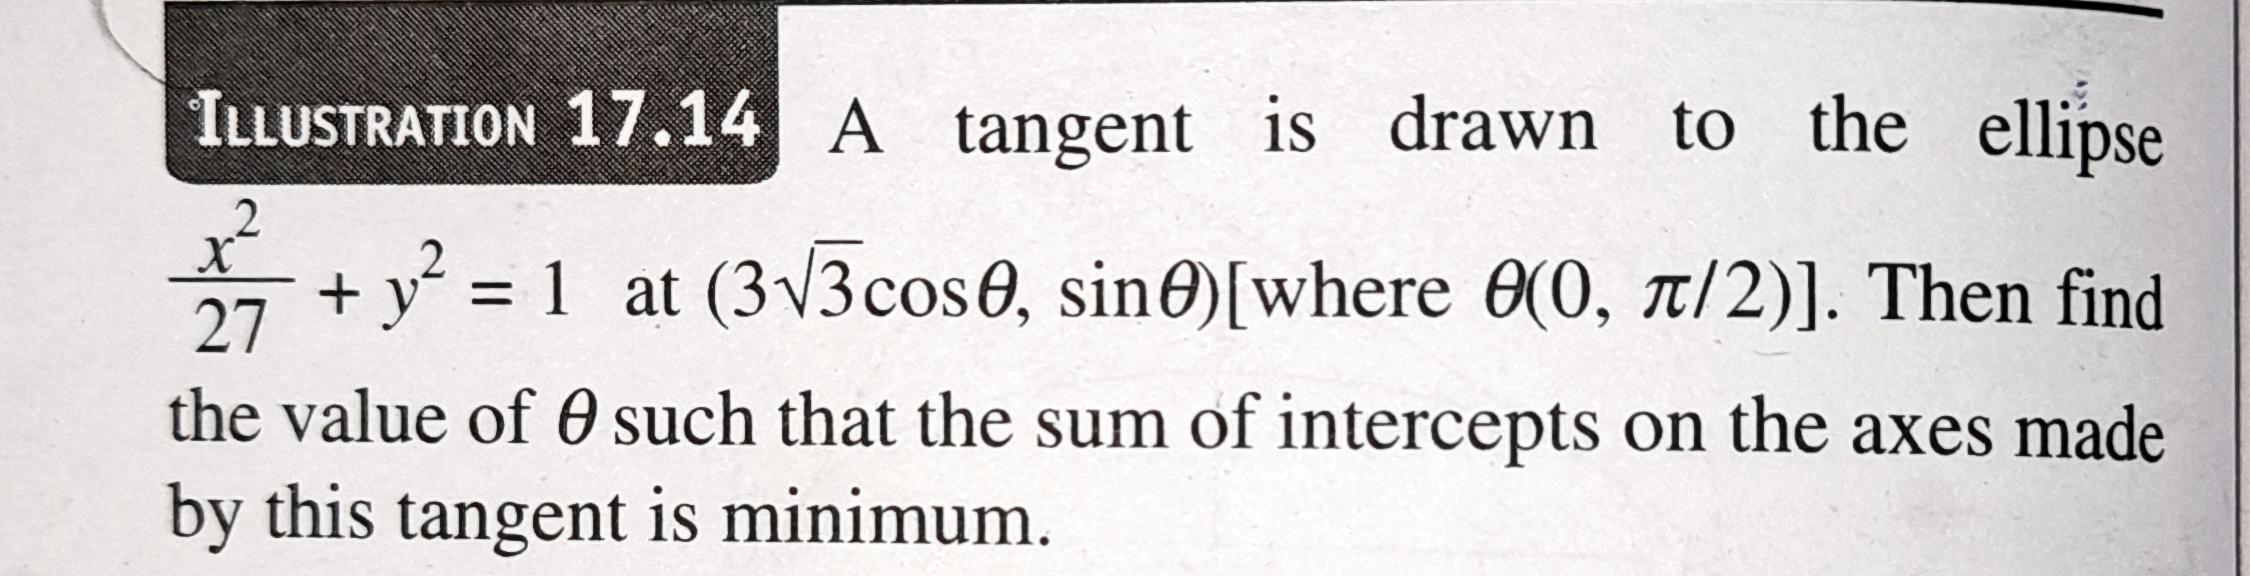 ILLUSTRATION 17.14 A tangent is drawn to the ellipse
x²/27 + y² = 1 at (3√3cosθ, sinθ)[where θ(0, π/2)]. Then find
the value of θ such that the sum of intercepts on the axes made
by this tangent is minimum.